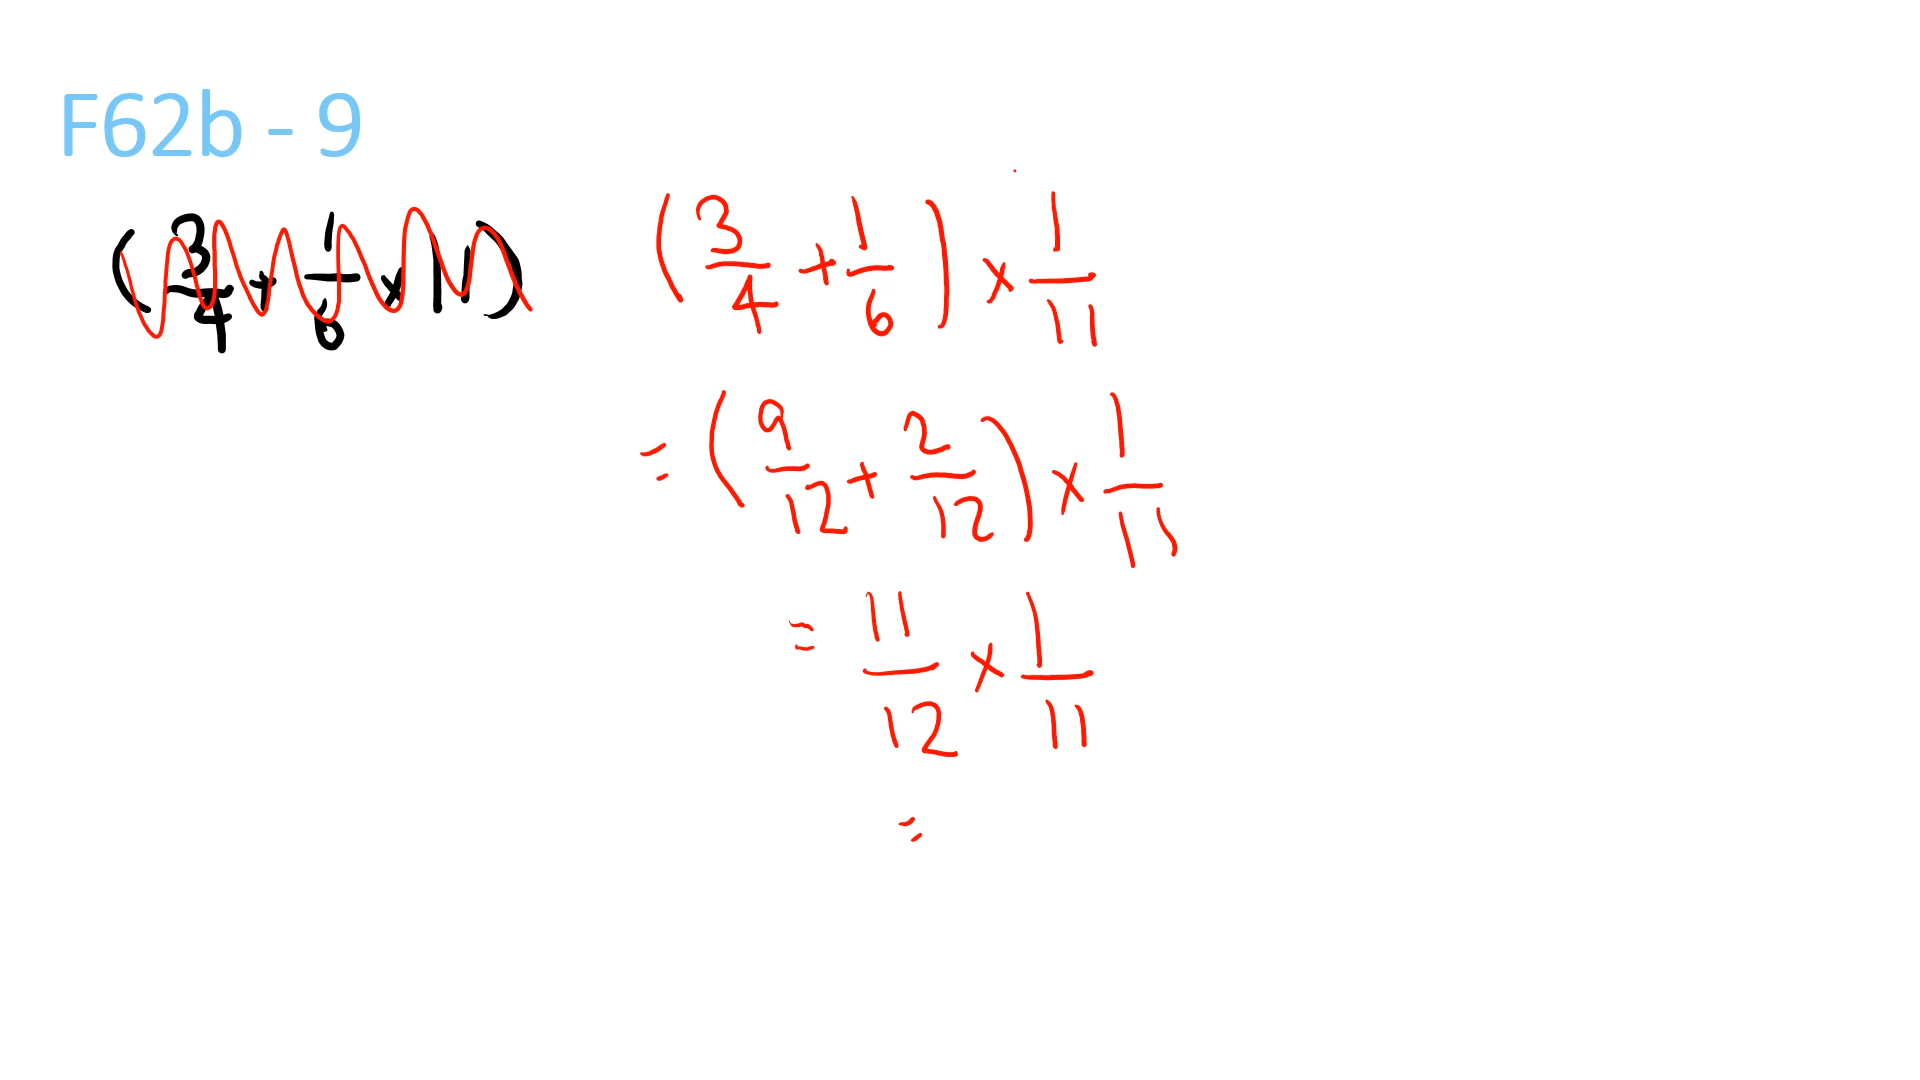 F62b - 9
(3/4 + 1/6 × 11)
(3/4 + 1/6) × 1/11
= (9/12 + 2/12) × 1/11
= 11/12 × 1/11
=